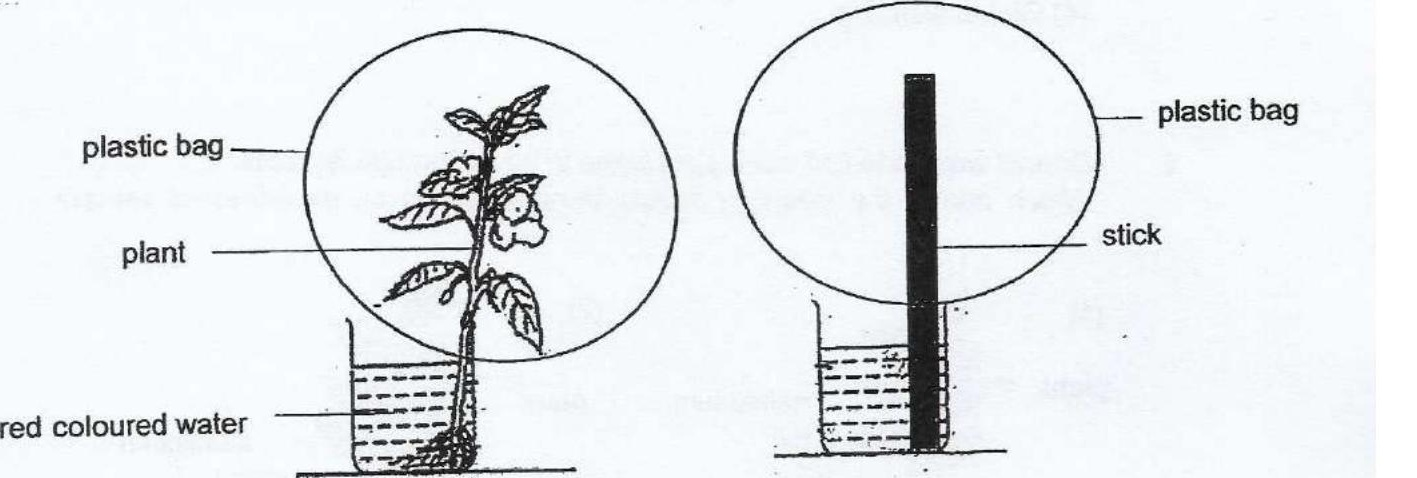 plastic bag
plastic bag
plant
stick
red coloured water